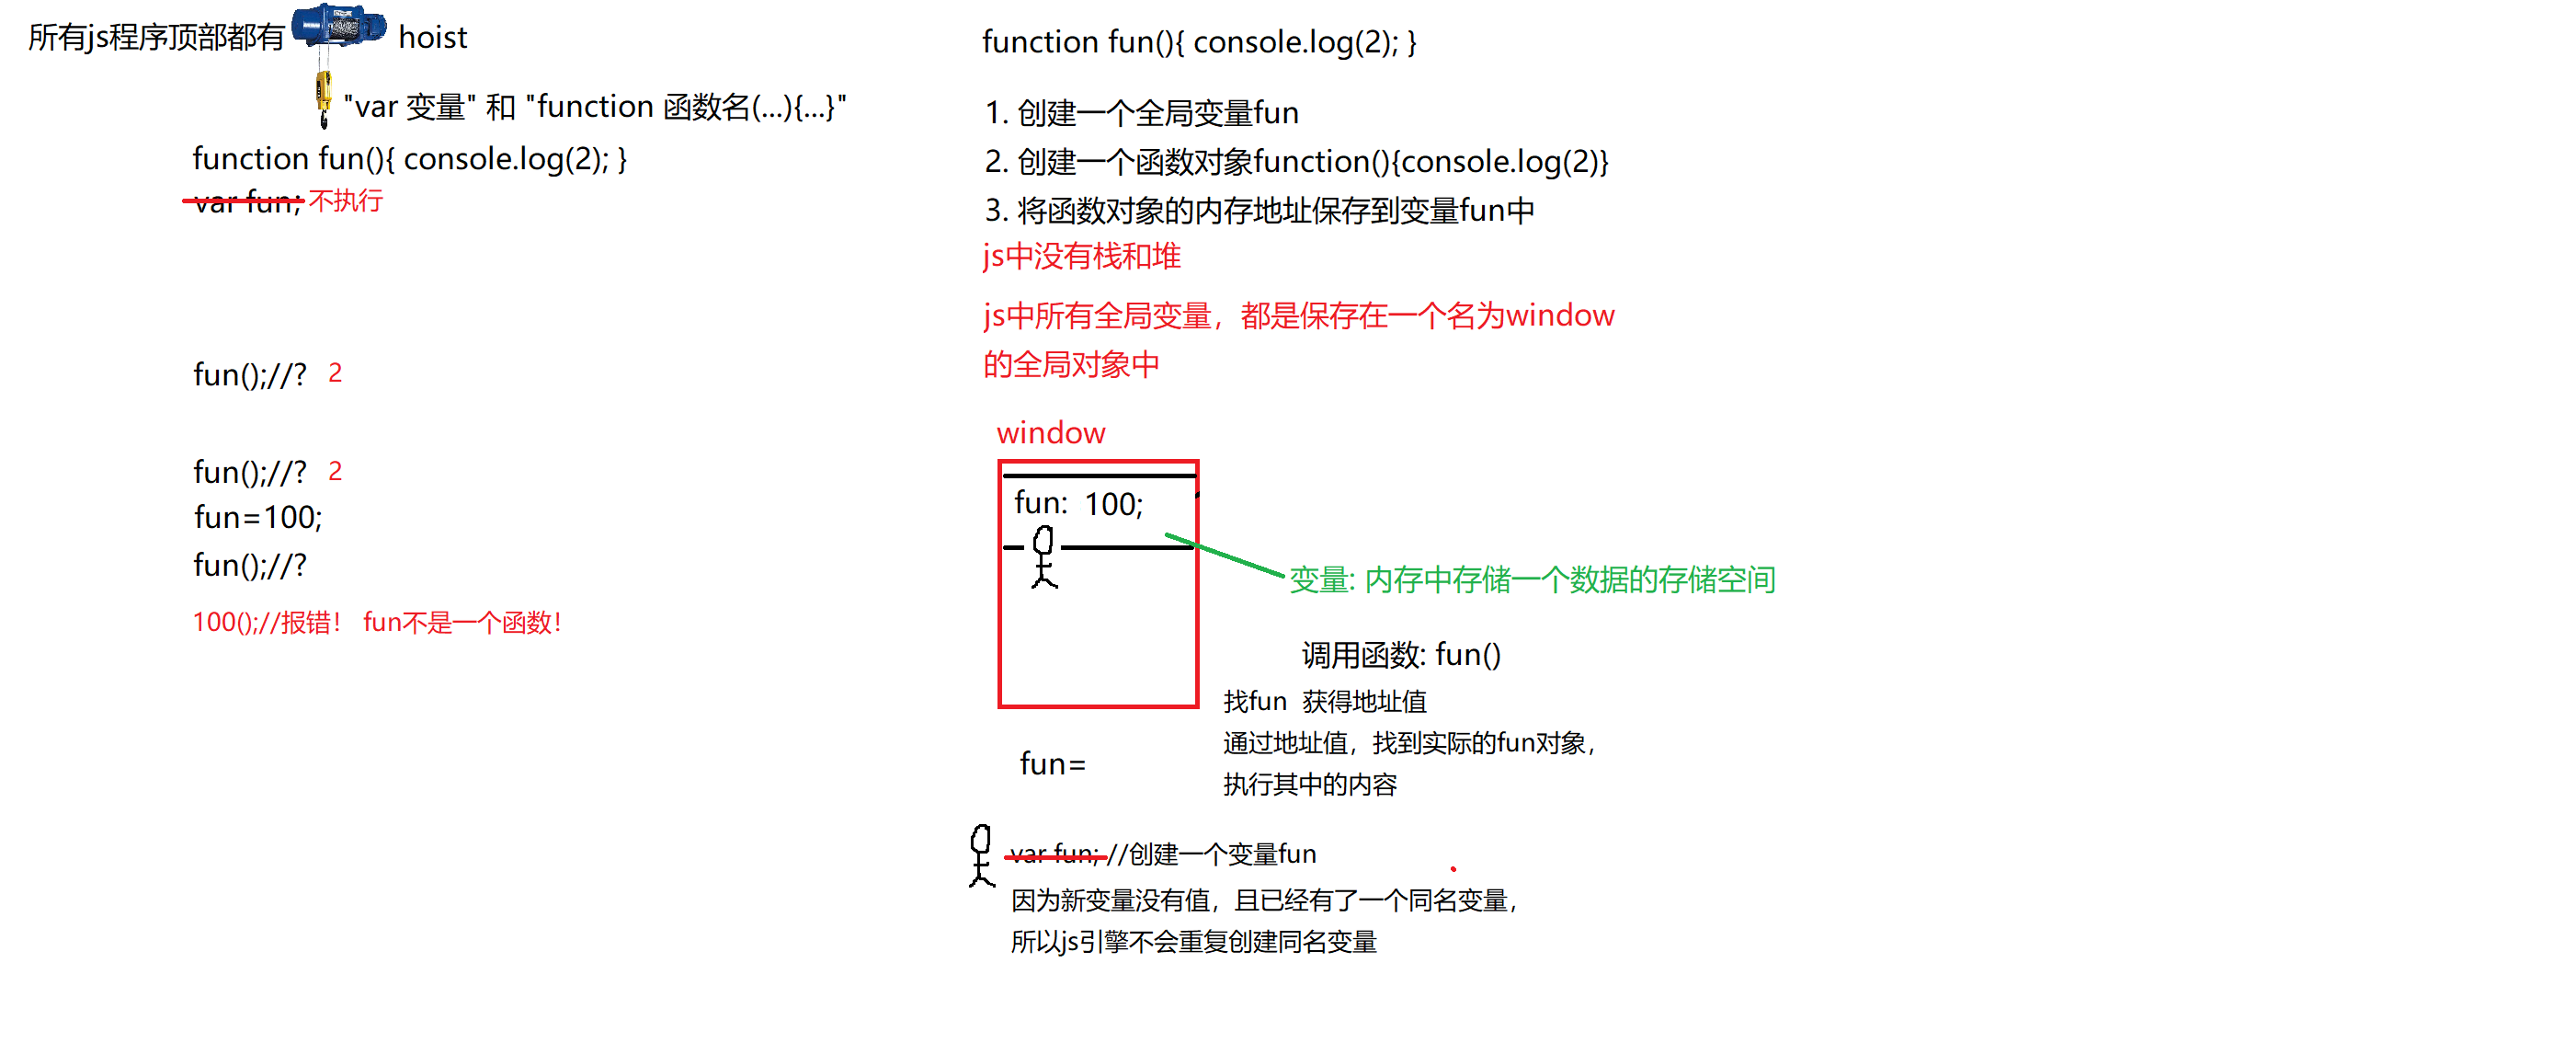 所有js程序顶部都有 hoist
"var 变量" 和 "function 函数名(...){...}"
function fun(){ console.log(2); }
var fun; 不执行
fun();//? 2
fun();//? 2
fun=100;
fun();//?
100();//报错！ fun不是一个函数！
function fun(){ console.log(2); }
1. 创建一个全局变量fun
2. 创建一个函数对象function(){console.log(2)}
3. 将函数对象的内存地址保存到变量fun中
js中没有栈和堆
js中所有全局变量，都是保存在一个名为window
的全局对象中
window
fun: 100;
变量: 内存中存储一个数据的存储空间
调用函数: fun()
找fun 获得地址值
通过地址值，找到实际的fun对象，
执行其中的内容
fun=
var fun; //创建一个变量fun
因为新变量没有值，且已经有了一个同名变量，
所以js引擎不会重复创建同名变量